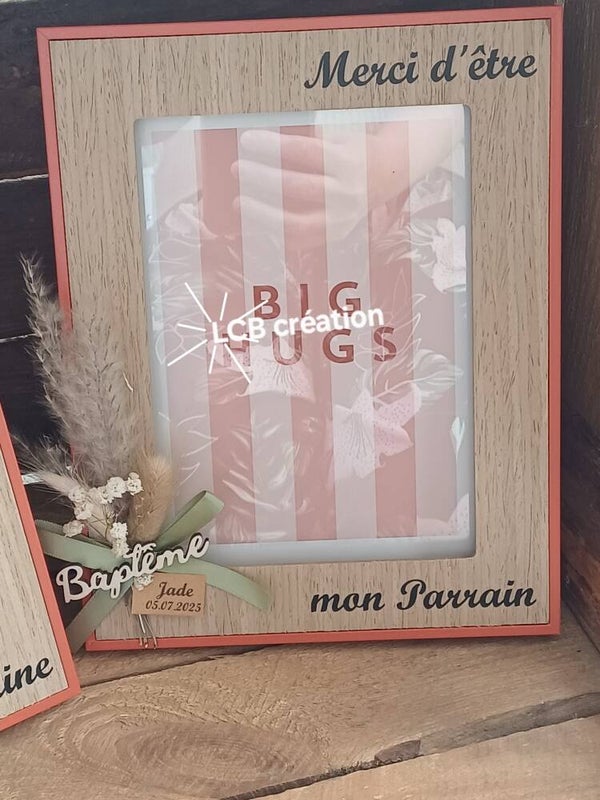 Merci d'être
BIG
LCB création
HUGS
Baptême
Jade
05.07.2025
mon Parrain
ine